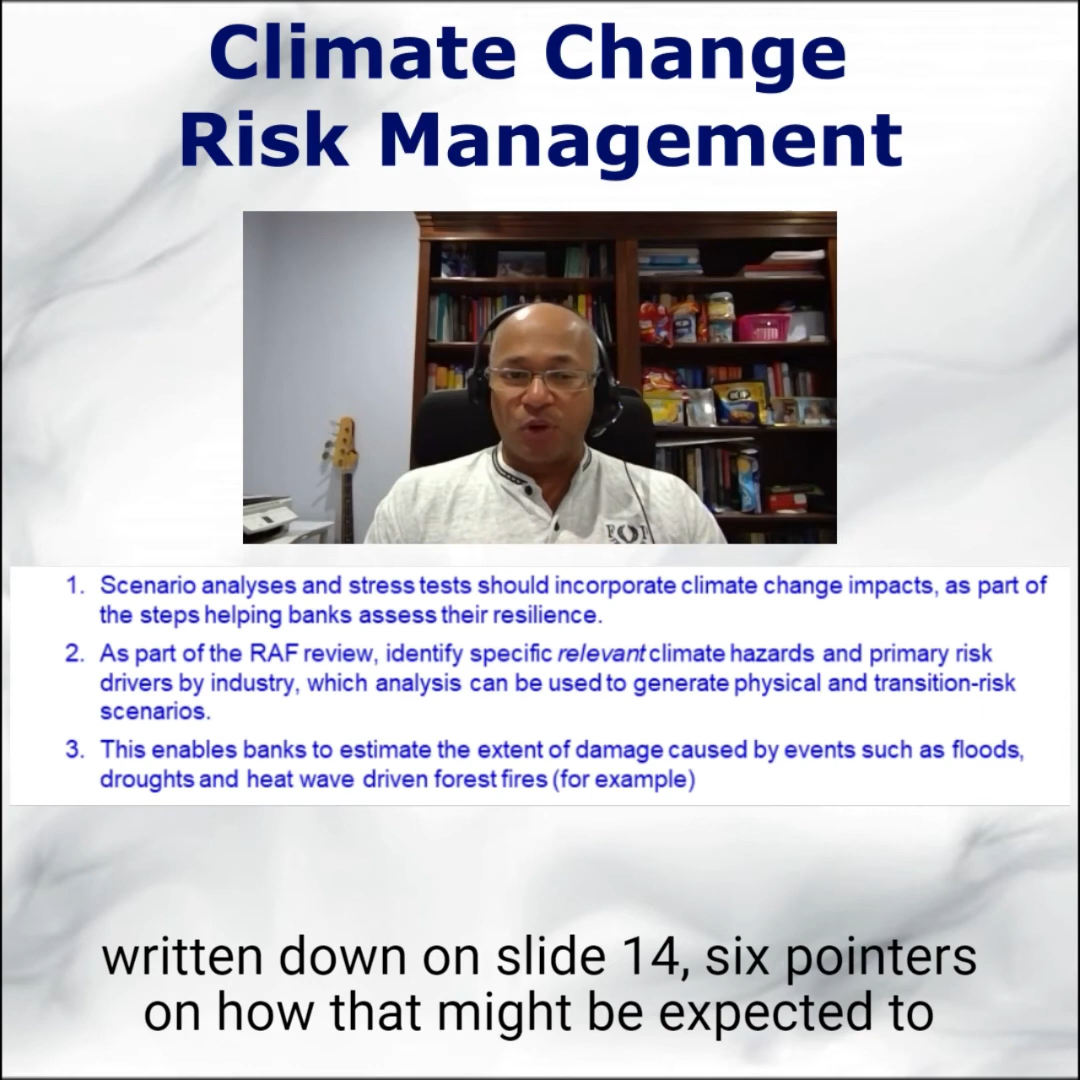 Climate Change
Risk Management
1. Scenario analyses and stress tests should incorporate climate change impacts, as part of
the steps helping banks assess their resilience.
2. As part of the RAF review, identify specific relevant climate hazards and primary risk
drivers by industry, which analysis can be used to generate physical and transition-risk
scenarios.
3. This enables banks to estimate the extent of damage caused by events such as floods,
droughts and heat wave driven forest fires (for example)
written down on slide 14, six pointers
on how that might be expected to